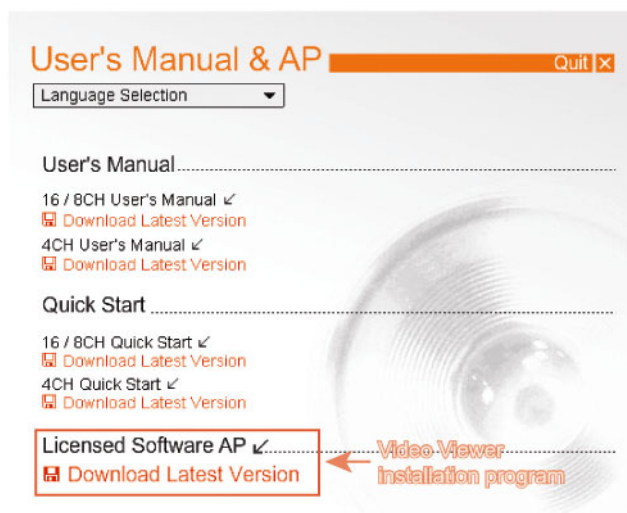 User's Manual & AP
Quit
Language Selection
User's Manual
16 / 8CH User's Manual
Download Latest Version
4CH User's Manual
Download Latest Version
Quick Start
16 / 8CH Quick Start
Download Latest Version
4CH Quick Start
Download Latest Version
Licensed Software AP
Download Latest Version
Video Viewer
installation program